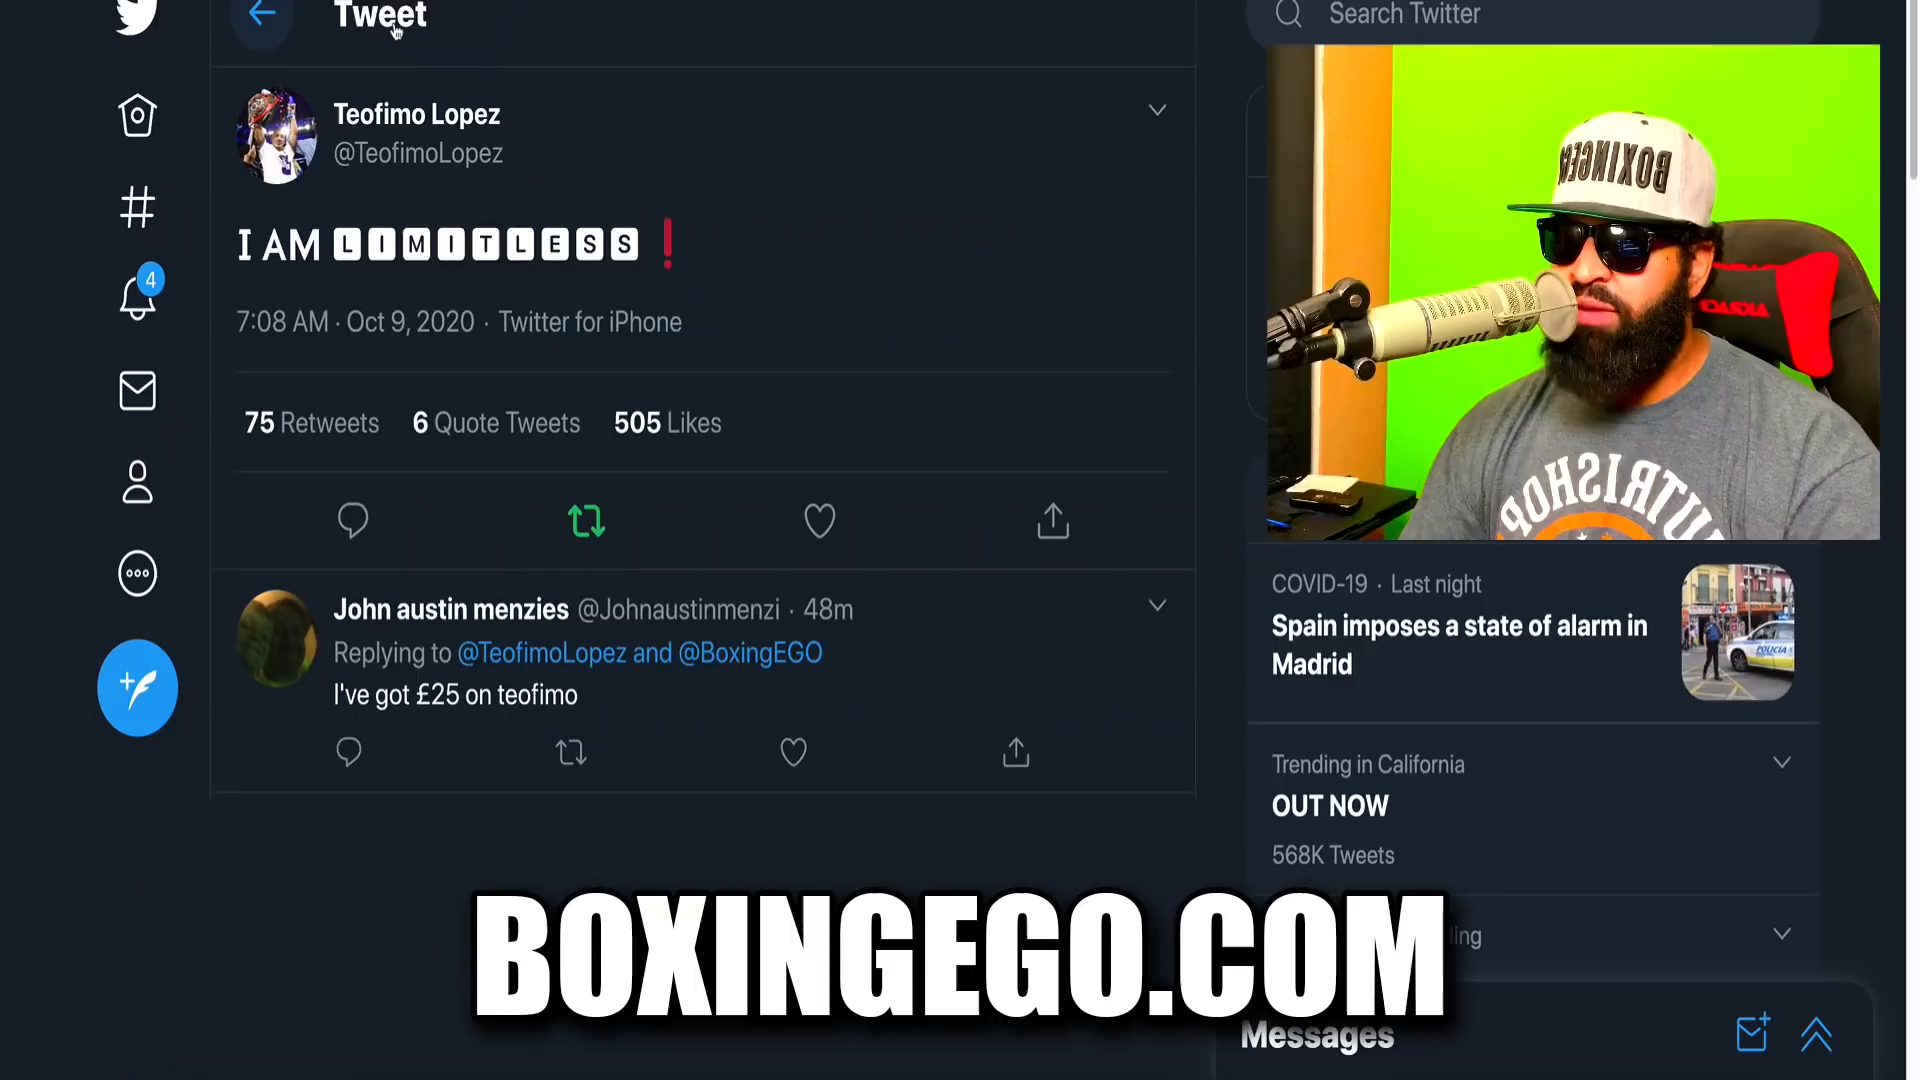 Tweet
Search Twitter
Teofimo Lopez
@TeofimoLopez
I AM LIMITLESS❗
7:08 AM · Oct 9, 2020 · Twitter for iPhone
75 Retweets 6 Quote Tweets 505 Likes
4
John austin menzies @Johnaustinmenzi · 48m
Replying to @TeofimoLopez and @BoxingEGO
I've got £25 on teofimo
BOXINGEGO
NUTRISHOP
COVID-19 · Last night
Spain imposes a state of alarm in
Madrid
POLICIA
Trending in California
OUT NOW
568K Tweets
BOXINGEGO.COM
Messages